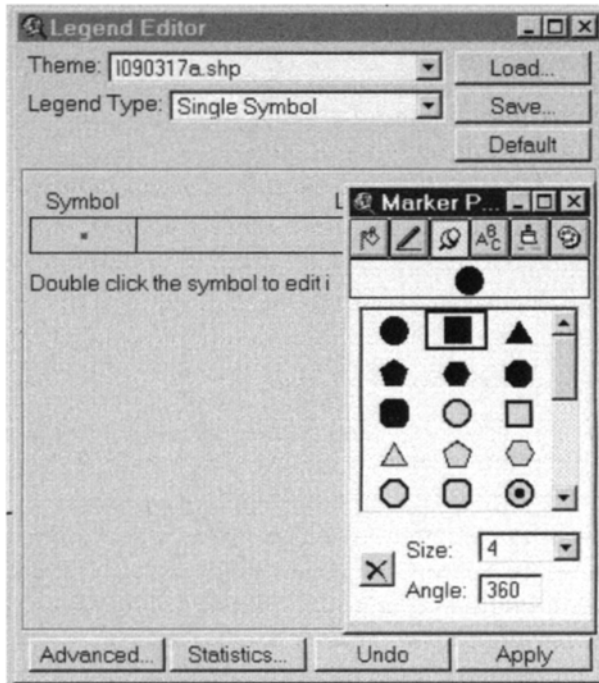 Legend Editor
Theme: l090317a.shp
Load...
Legend Type: Single Symbol
Save...
Default
Symbol
L
Marker P...
ABC
Double click the symbol to edit i
Size: 4
Angle: 360
Advanced...
Statistics...
Undo
Apply